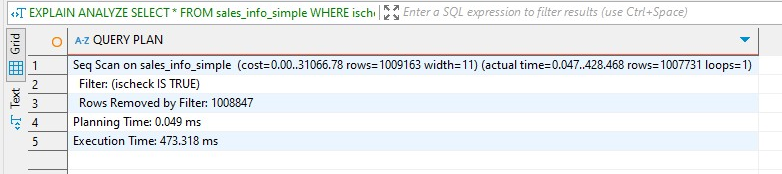 EXPLAIN ANALYZE SELECT * FROM sales_info_simple WHERE ische Enter a SQL expression to filter results (use Ctrl+Space)
Grid
Text
A-Z QUERY PLAN
1 Seq Scan on sales_info_simple (cost=0.00..31066.78 rows=1009163 width=11) (actual time=0.047..428.468 rows=1007731 loops=1)
2 Filter: (ischeck IS TRUE)
3 Rows Removed by Filter: 1008847
4 Planning Time: 0.049 ms
5 Execution Time: 473.318 ms